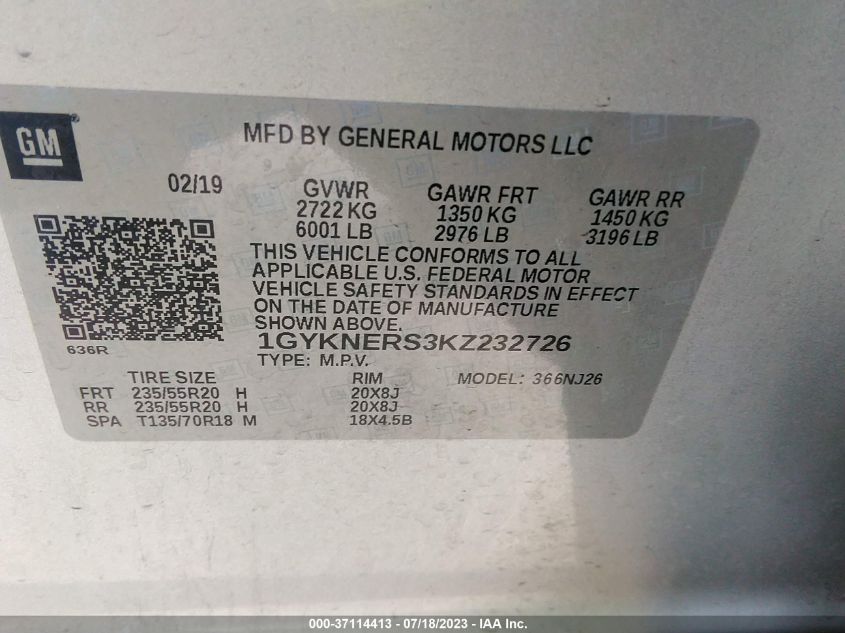 GM
MFD BY GENERAL MOTORS LLC
02/19
GVWR
2722 KG
6001 LB
GAWR FRT
1350 KG
2976 LB
GAWR RR
1450 KG
3196 LB
THIS VEHICLE CONFORMS TO ALL
APPLICABLE U.S. FEDERAL MOTOR
VEHICLE SAFETY STANDARDS IN EFFECT
ON THE DATE OF MANUFACTURE
SHOWN ABOVE.
636R
1GYKNERS3KZ232726
TYPE: M.P.V.
TIRE SIZE RIM MODEL: 366NJ26
FRT 235/55R20 H 20X8J
RR 235/55R20 H 20X8J
SPA T135/70R18 M 18X4.5B
000-37114413 - 07/18/2023 - IAA Inc.